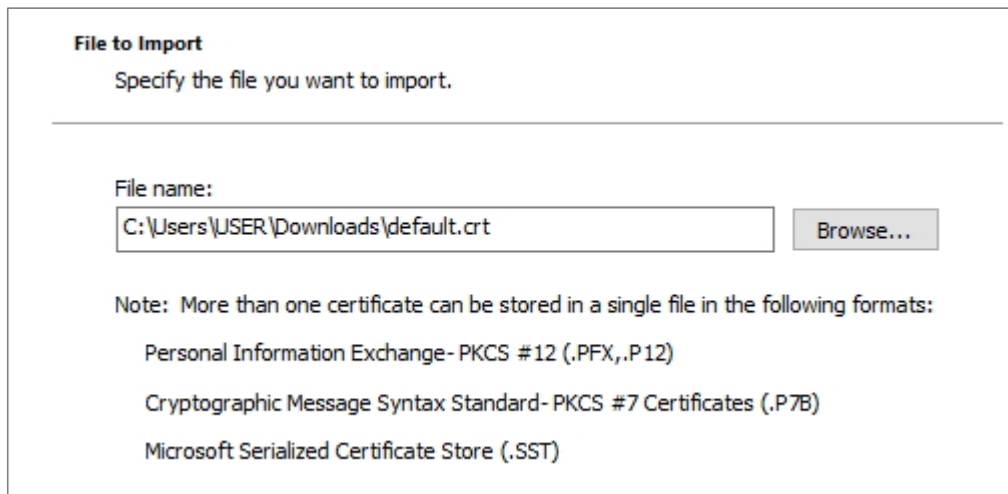 File to Import
Specify the file you want to import.
File name:
C:\Users\USER\Downloads\default.crt
Browse...
Note:  More than one certificate can be stored in a single file in the following formats:
Personal Information Exchange- PKCS #12 (.PFX,.P12)
Cryptographic Message Syntax Standard- PKCS #7 Certificates (.P7B)
Microsoft Serialized Certificate Store (.SST)